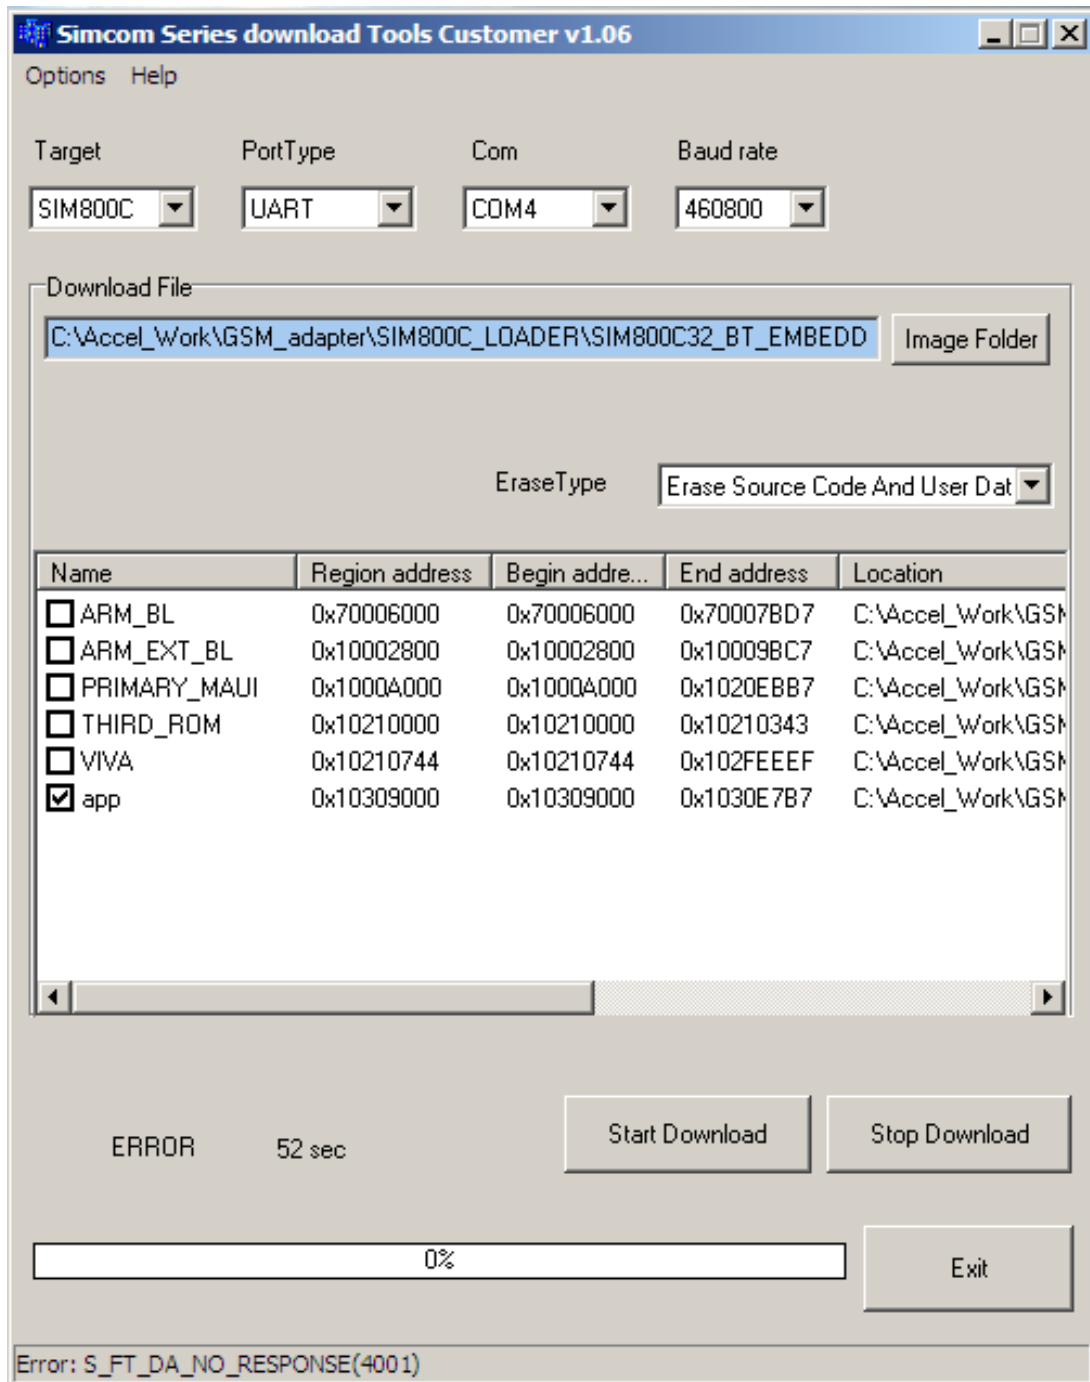 Simcom Series download Tools Customer v1.06
Options Help
Target PortType Com Baud rate
SIM800C UART COM4 460800
Download File
C:\Accel_Work\GSM_adapter\SIM800C_LOADER\SIM800C32_BT_EMBEDD Image Folder
EraseType Erase Source Code And User Dat
Name Region address Begin addre... End address Location
ARM_BL 0x70006000 0x70006000 0x70007BD7 C:\Accel_Work\GSM
ARM_EXT_BL 0x10002800 0x10002800 0x10009BC7 C:\Accel_Work\GSM
PRIMARY_MAUI 0x1000A000 0x1000A000 0x1020EBB7 C:\Accel_Work\GSM
THIRD_ROM 0x10210000 0x10210000 0x10210343 C:\Accel_Work\GSM
VIVA 0x10210744 0x10210744 0x102FEEEF C:\Accel_Work\GSM
app 0x10309000 0x10309000 0x1030E7B7 C:\Accel_Work\GSM
ERROR 52 sec Start Download Stop Download
0% Exit
Error: S_FT_DA_NO_RESPONSE(4001)